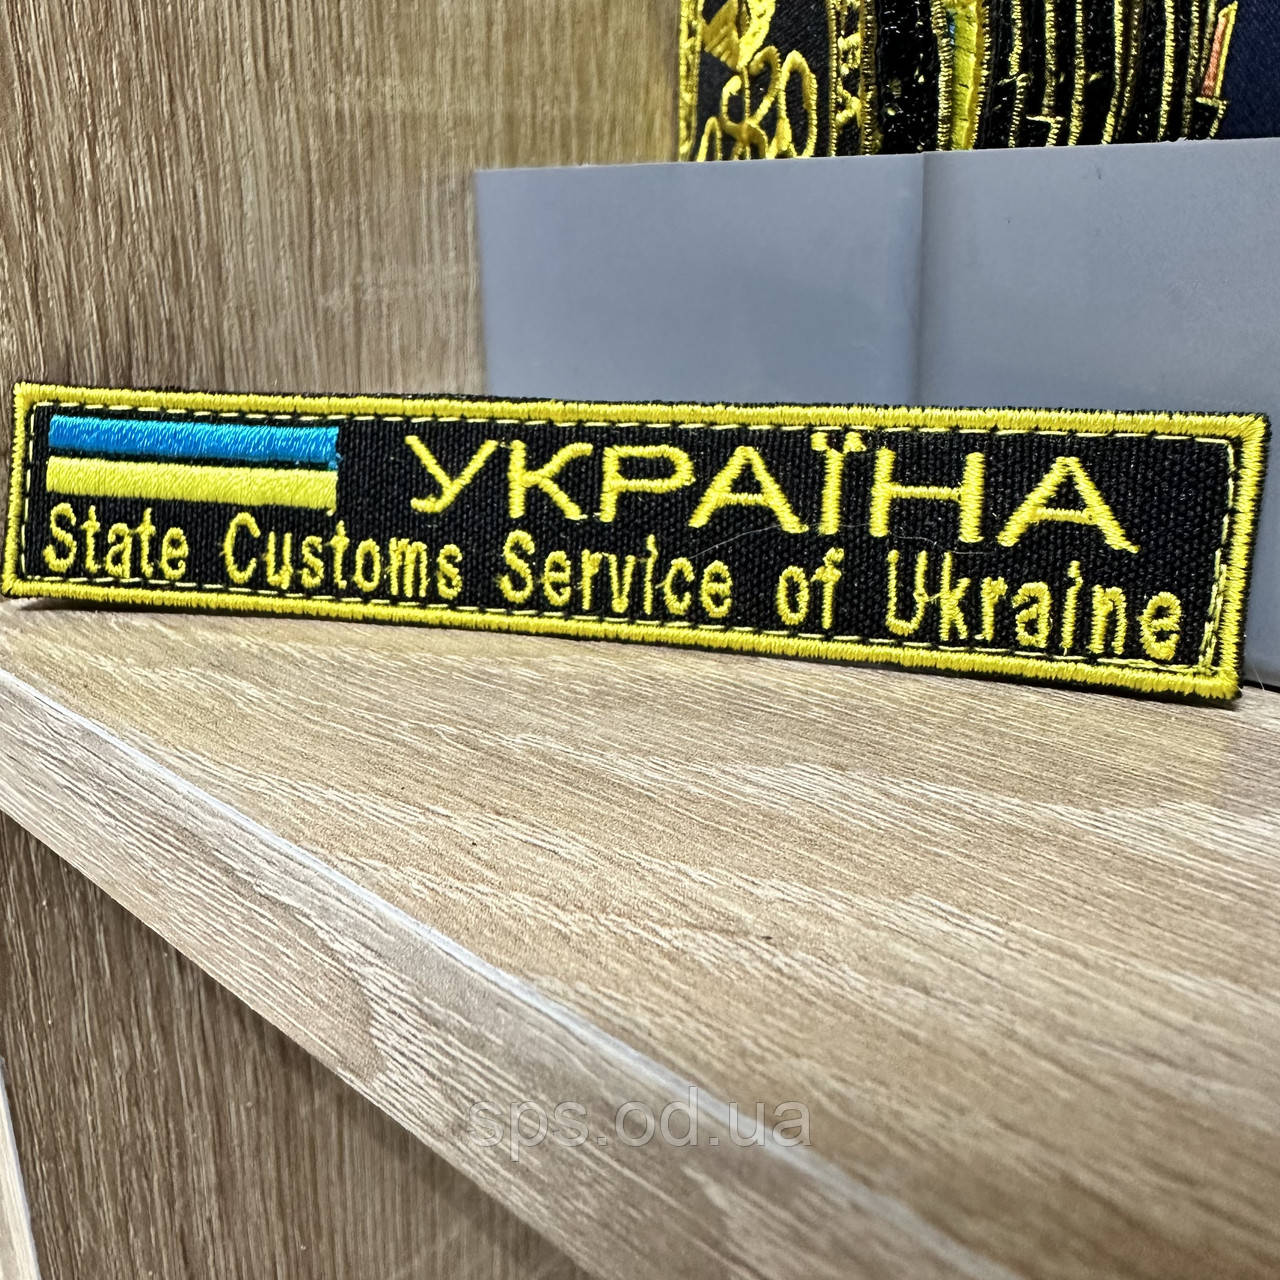 УКРАЇНА
State Customs Service of Ukraine
sps.od.ua